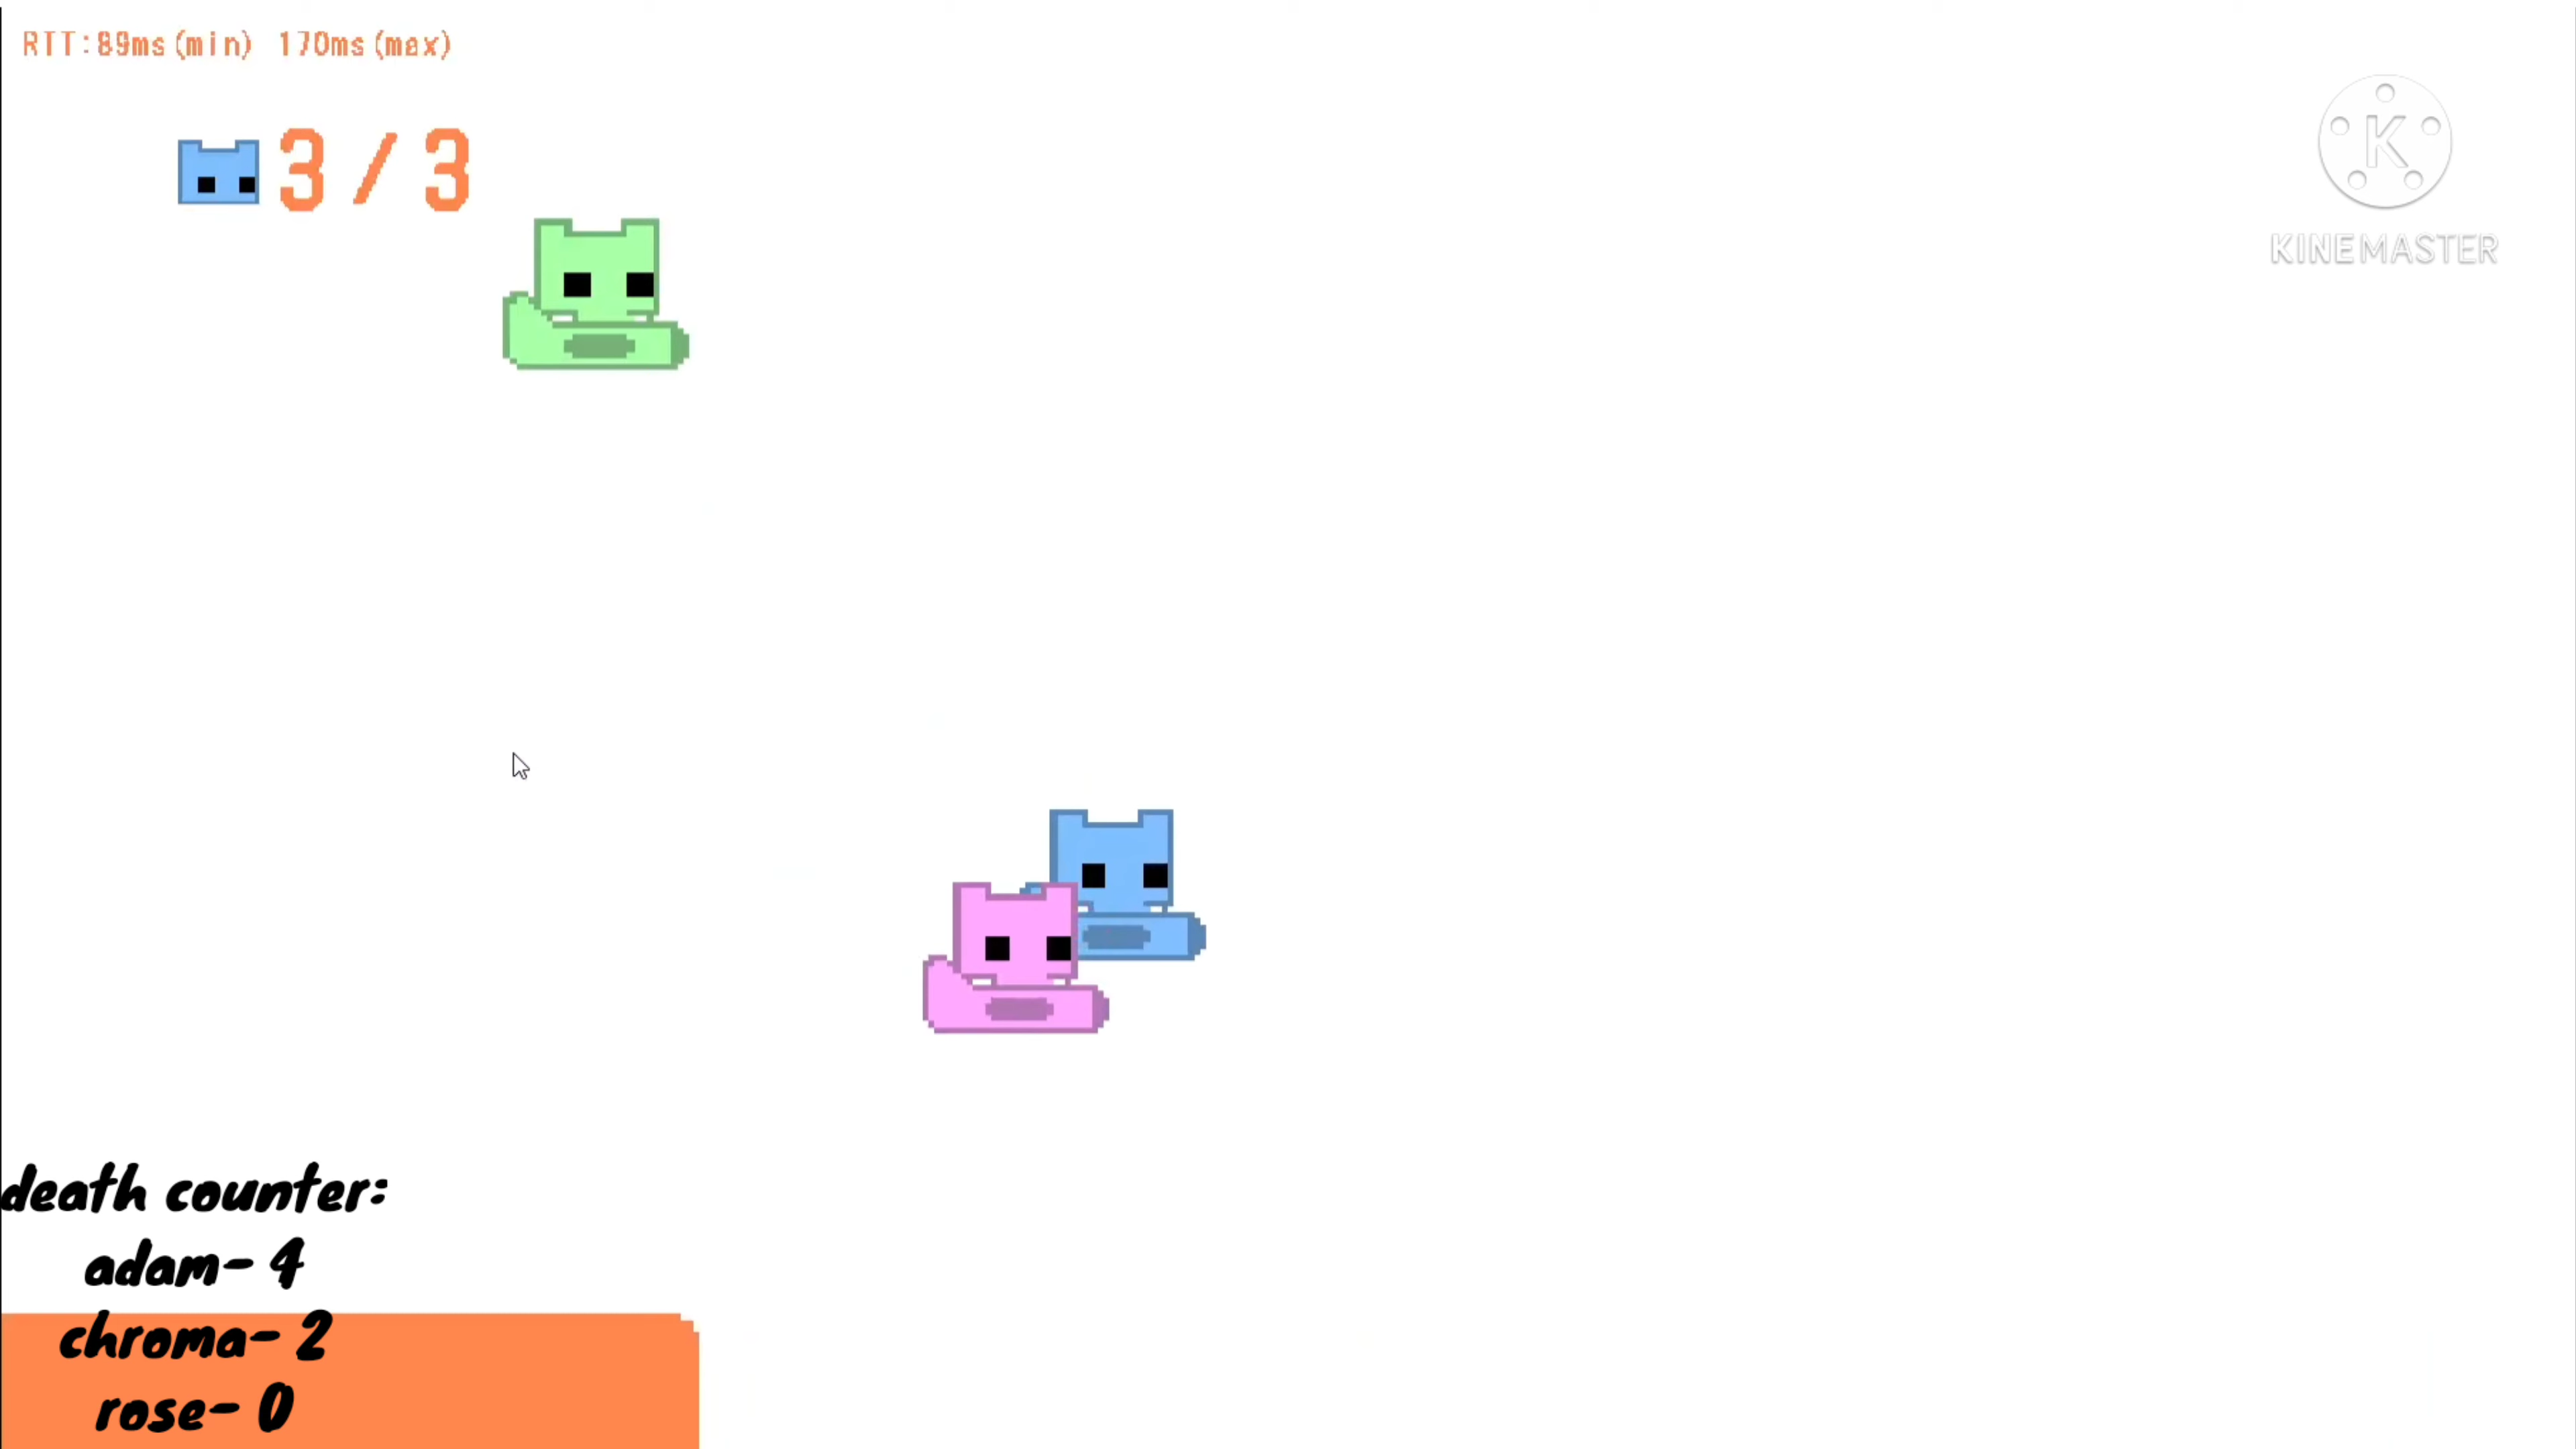 RTT:89ms(min) 170ms(max)
3/3
K
KINEMASTER
death counter:
adam- 4
chroma- 2
rose- 0